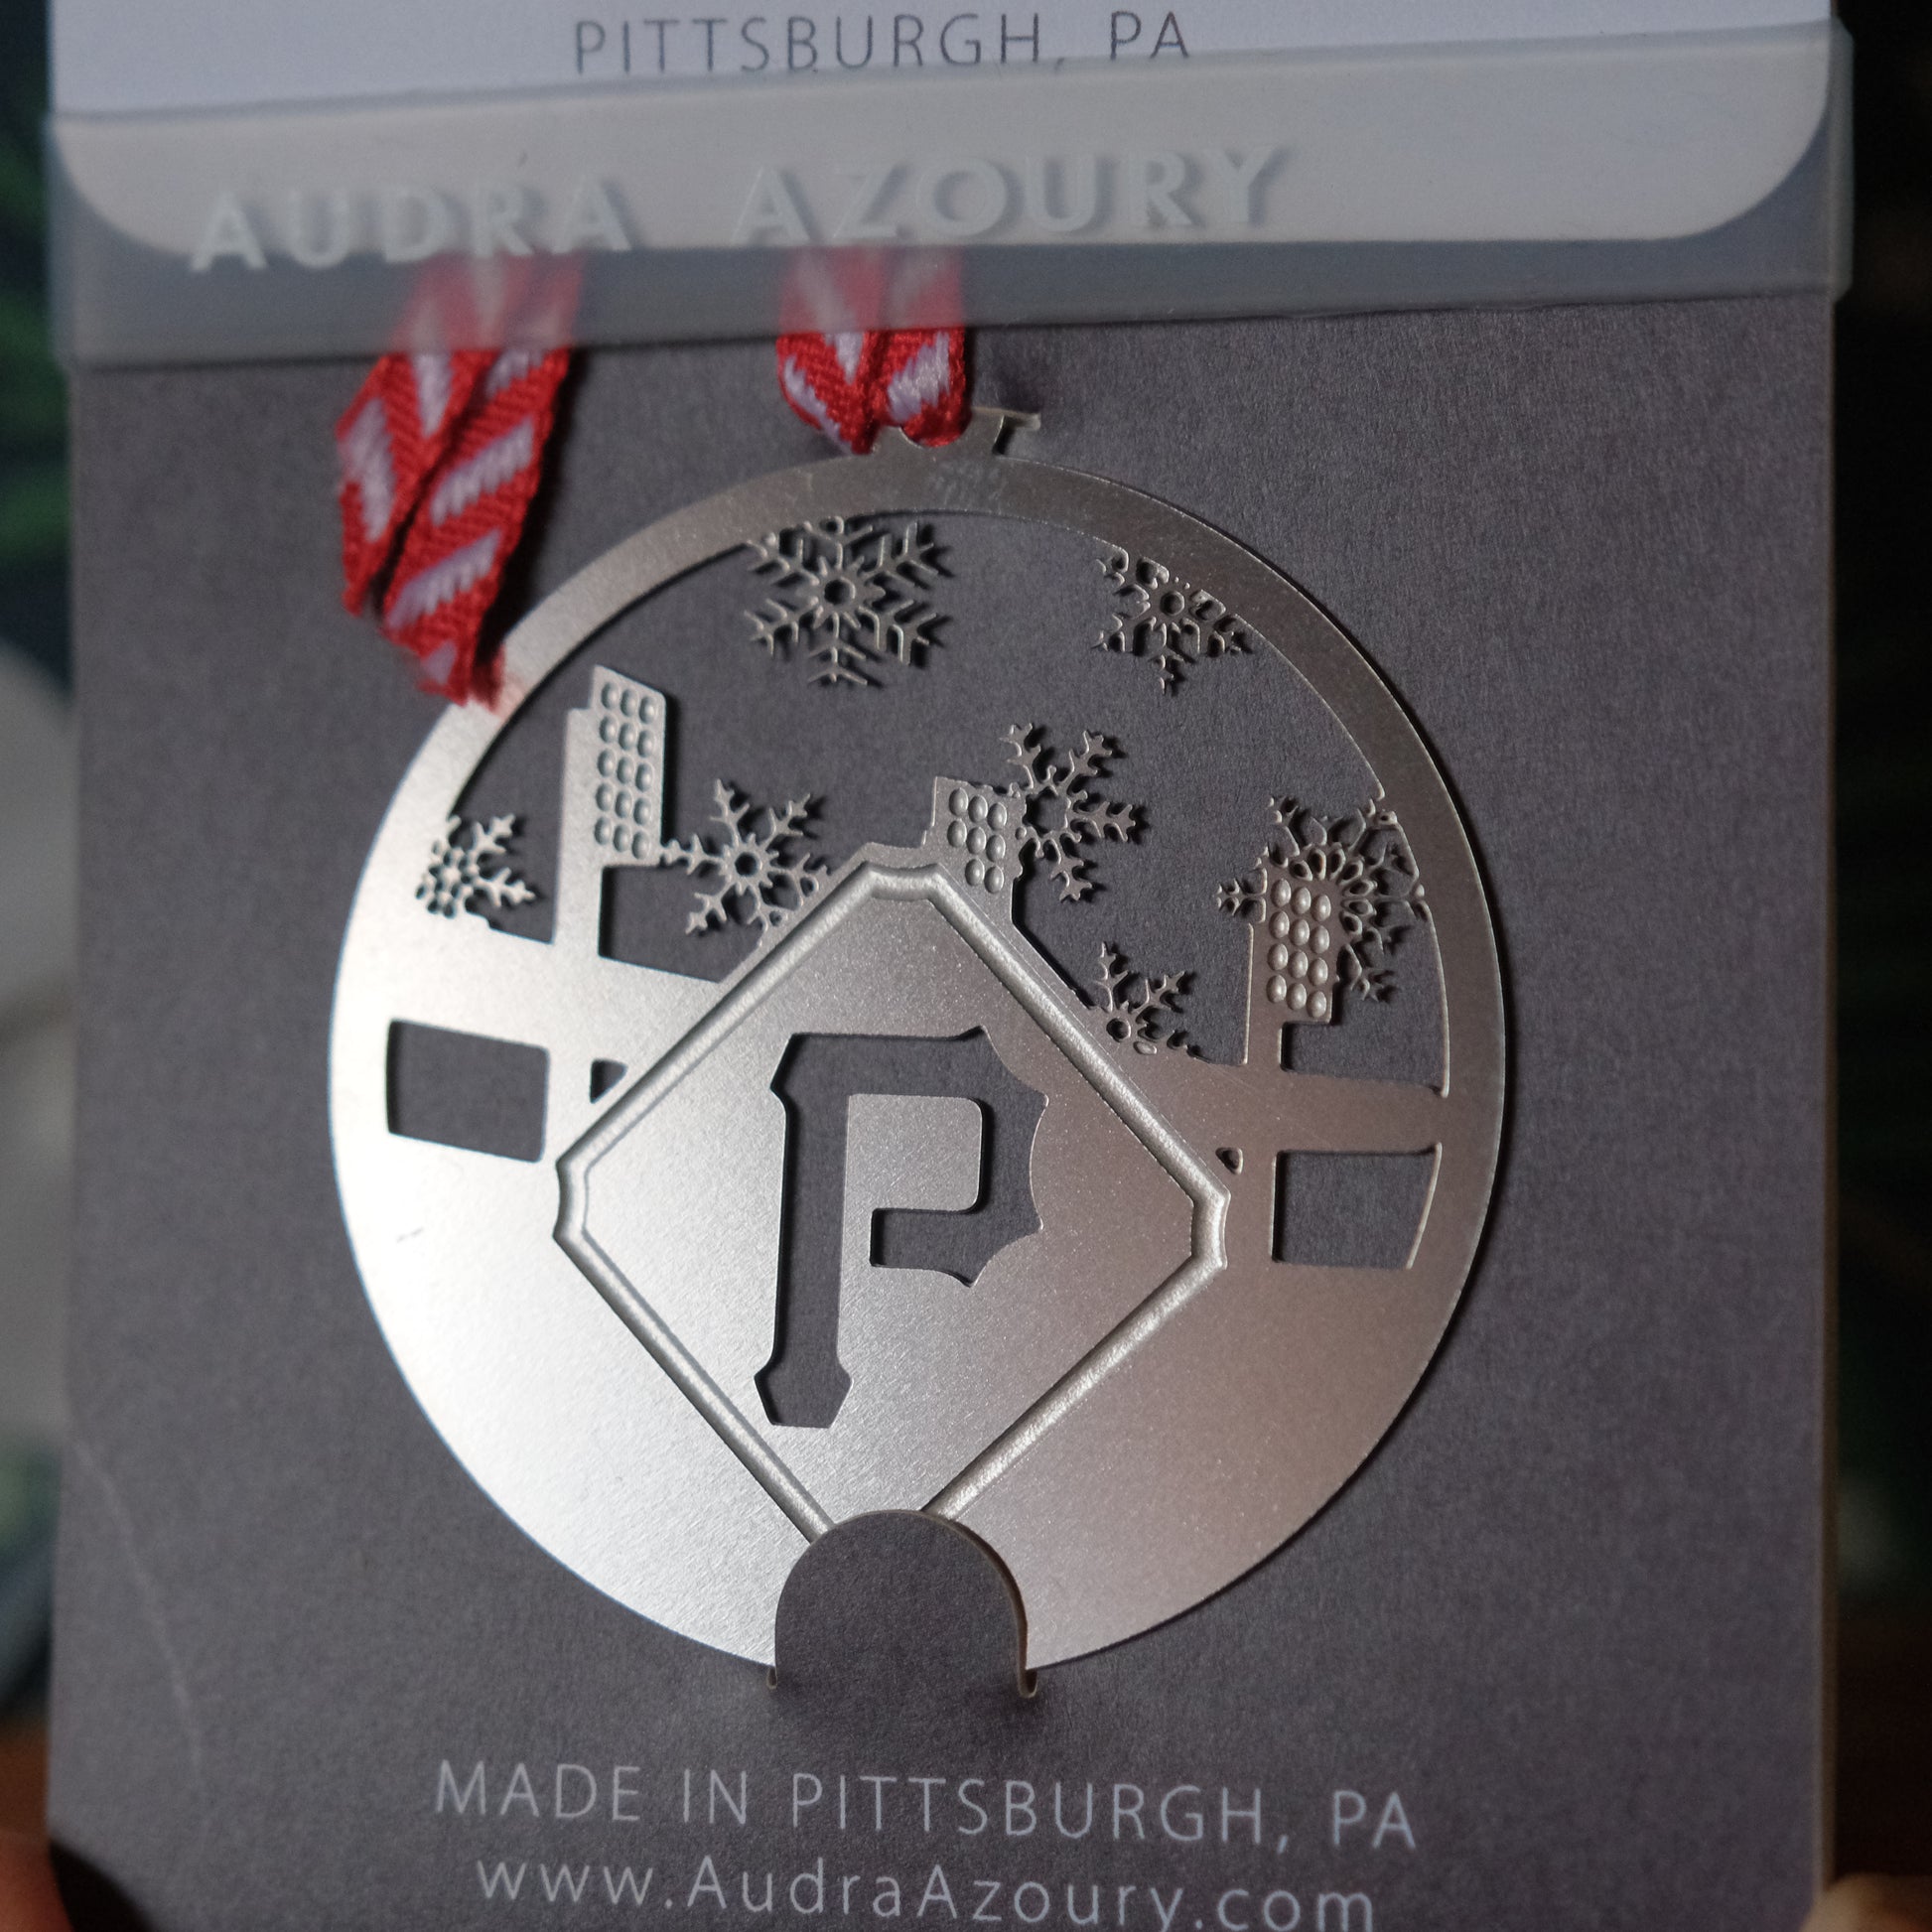 PITTSBURGH, PA
AUDRA AZOURY
P
MADE IN PITTSBURGH, PA
www.AudraAzoury.com